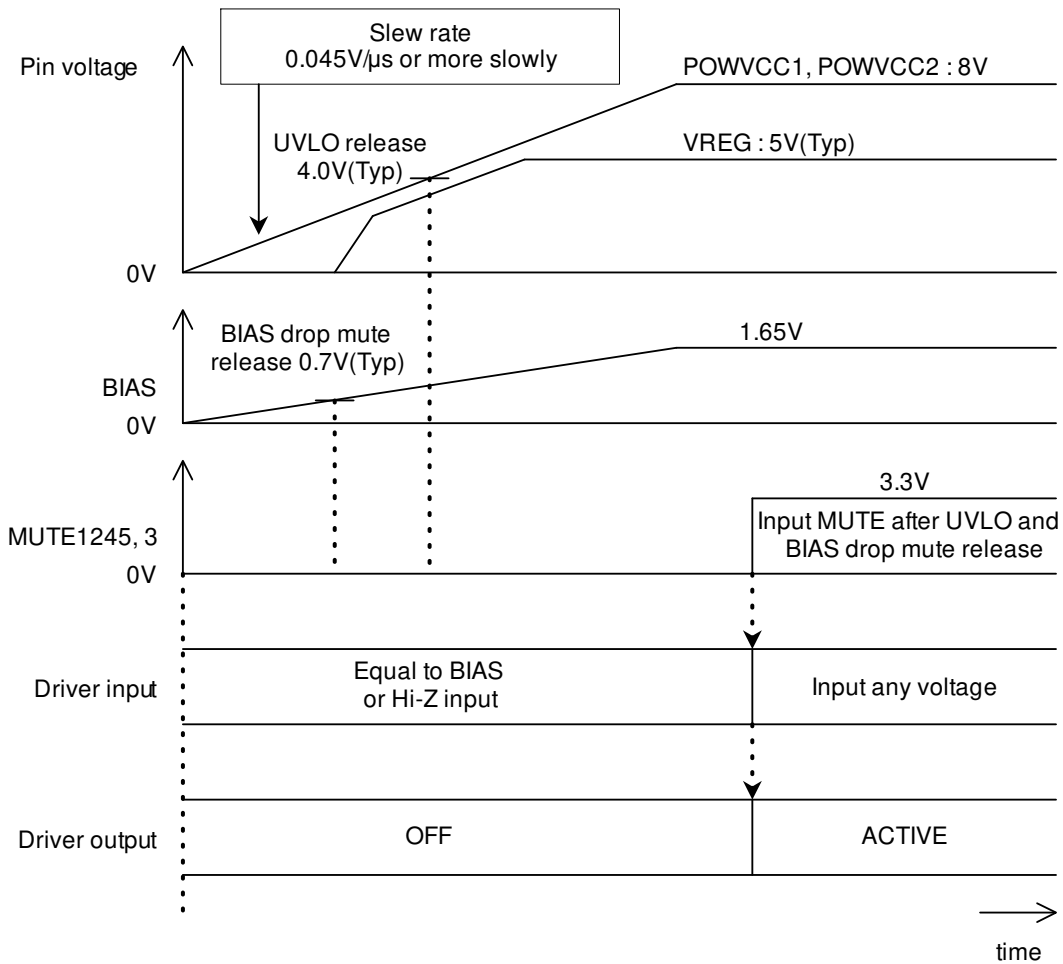 Slew rate
0.045V/µs or more slowly
Pin voltage
POWVCC1, POWVCC2 : 8V
UVLO release
4.0V(Typ)
VREG : 5V(Typ)
0V
BIAS drop mute
release 0.7V(Typ)
1.65V
BIAS
0V
3.3V
MUTE1245, 3
Input MUTE after UVLO and
BIAS drop mute release
0V
Driver input
Equal to BIAS
or Hi-Z input
Input any voltage
Driver output
OFF
ACTIVE
time